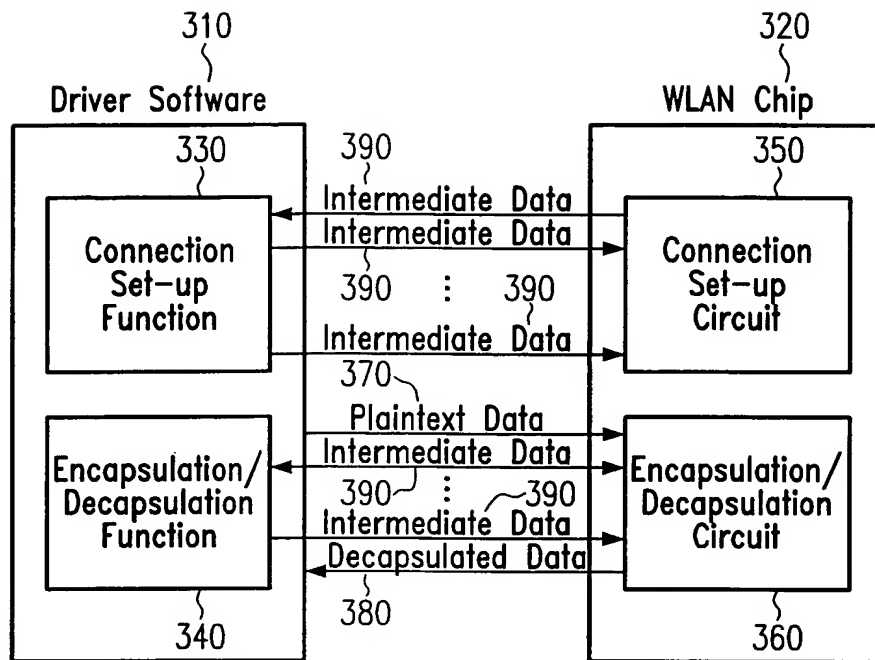 310
320
Driver Software
WLAN Chip
330
390
350
Intermediate Data
Connection
Set-up
Function
Intermediate Data
390
⋮
390
Intermediate Data
Connection
Set-up
Circuit
370
Plaintext Data
Encapsulation/
Decapsulation
Function
Intermediate Data
390
⋮
390
Intermediate Data
Decapsulated Data
Encapsulation/
Decapsulation
Circuit
340
380
360